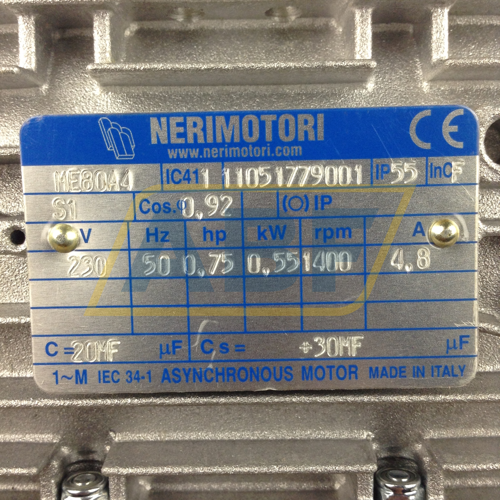 NERIMOTORI CE
www.nerimotori.com
ME80A4 IC411 11051779001 IP55 InCF
S1 Cos.φ 0,92 (O) IP
V Hz hp kW rpm A
230 50 0,75 0,55 1400 4,8
C = 20MF µF Cs = +30MF µF
1~M IEC 34-1 ASYNCHRONOUS MOTOR MADE IN ITALY